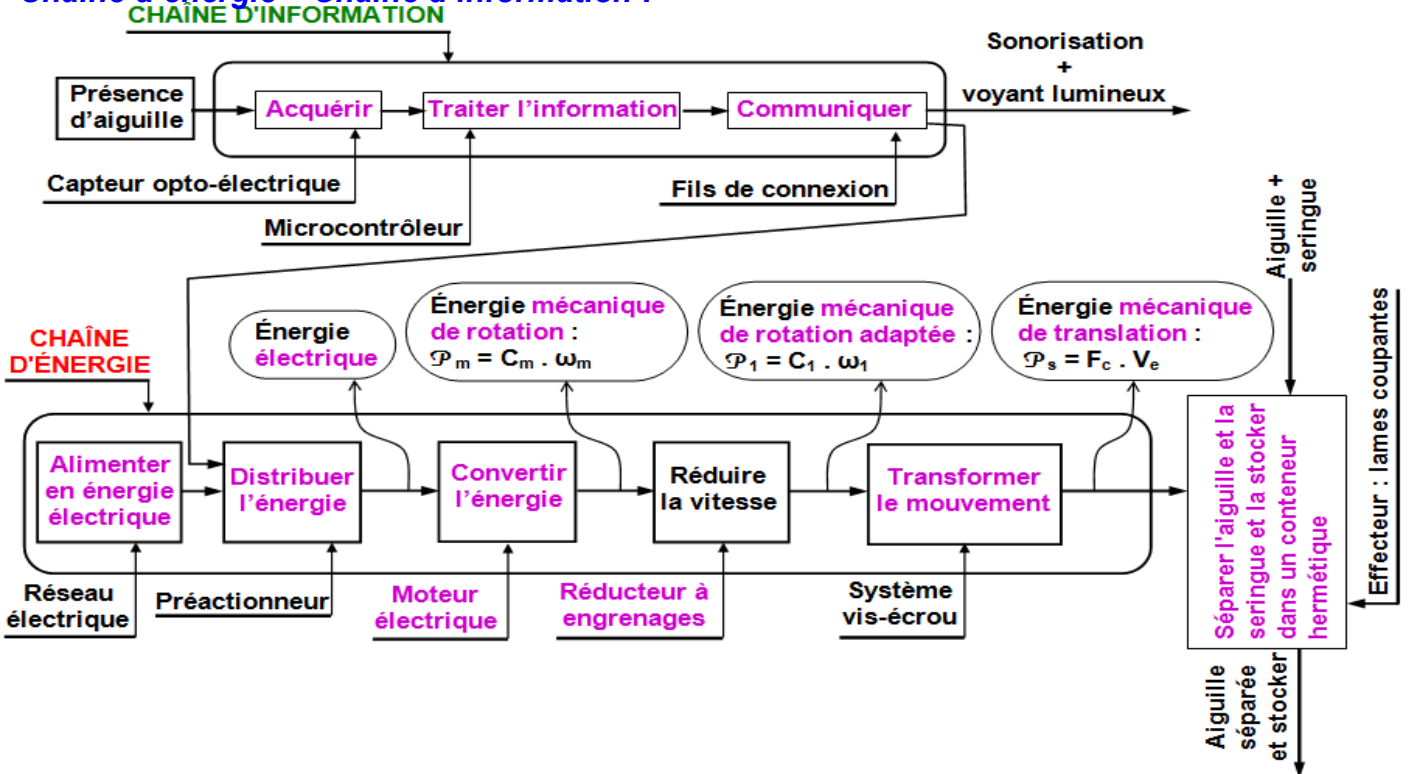 Chaîne d'énergie – Chaîne d'information :
CHAÎNE D'INFORMATION
Présence
d'aiguille
Acquérir
Traiter l'information
Communiquer
Sonorisation
+
voyant lumineux
Capteur opto-électrique
Microcontrôleur
Fils de connexion
Aiguille +
seringue
CHAÎNE
D'ÉNERGIE
Énergie
électrique
Énergie mécanique
de rotation :
𝒫m = Cm . ωm
Énergie mécanique
de rotation adaptée :
𝒫1 = C1 . ω1
Énergie mécanique
de translation :
𝒫s = Fc . Ve
Alimenter
en énergie
électrique
Distribuer
l'énergie
Convertir
l'énergie
Réduire
la vitesse
Transformer
le mouvement
Séparer l'aiguille et la
seringue et la stocker
dans un conteneur
hermétique
Effecteur : lames coupantes
Réseau
électrique
Préactionneur
Moteur
électrique
Réducteur à
engrenages
Système
vis-écrou
Aiguille
séparée
et stocker